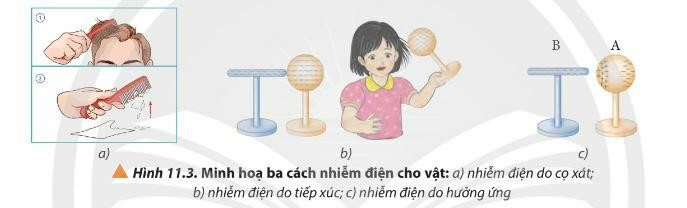 1
2
B
A
a)
b)
c)
Hình 11.3. Minh hoạ ba cách nhiễm điện cho vật: a) nhiễm điện do cọ xát;
b) nhiễm điện do tiếp xúc; c) nhiễm điện do hưởng ứng